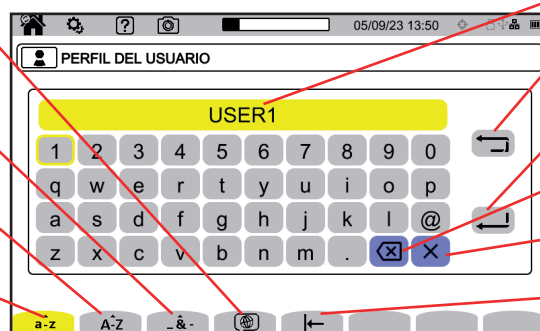 05/09/23 13:50
PERFIL DEL USUARIO
USER1
1 2 3 4 5 6 7 8 9 0
q w e r t y u i o p
a s d f g h j k l @
z x c v b n m .
a-z A-Z _&-